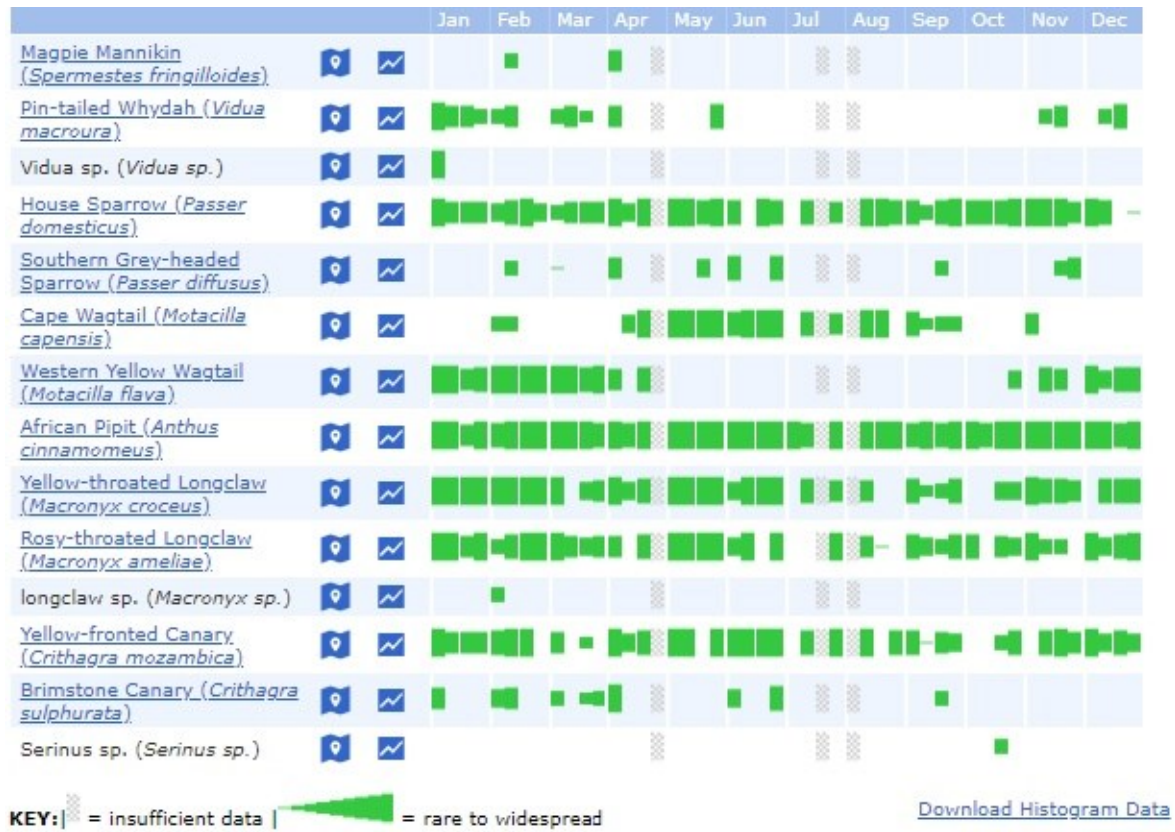 Jan Feb Mar Apr May Jun Jul Aug Sep Oct Nov Dec
Magpie Mannikin
(Spermestes fringilloides)
Pin-tailed Whydah (Vidua
macroura)
Vidua sp. (Vidua sp.)
House Sparrow (Passer
domesticus)
Southern Grey-headed
Sparrow (Passer diffusus)
Cape Wagtail (Motacilla
capensis)
Western Yellow Wagtail
(Motacilla flava)
African Pipit (Anthus
cinnamomeus)
Yellow-throated Longclaw
(Macronyx croceus)
Rosy-throated Longclaw
(Macronyx ameliae)
longclaw sp. (Macronyx sp.)
Yellow-fronted Canary
(Crithagra mozambica)
Brimstone Canary (Crithagra
sulphurata)
Serinus sp. (Serinus sp.)
KEY:| = insufficient data | = rare to widespread
Download Histogram Data